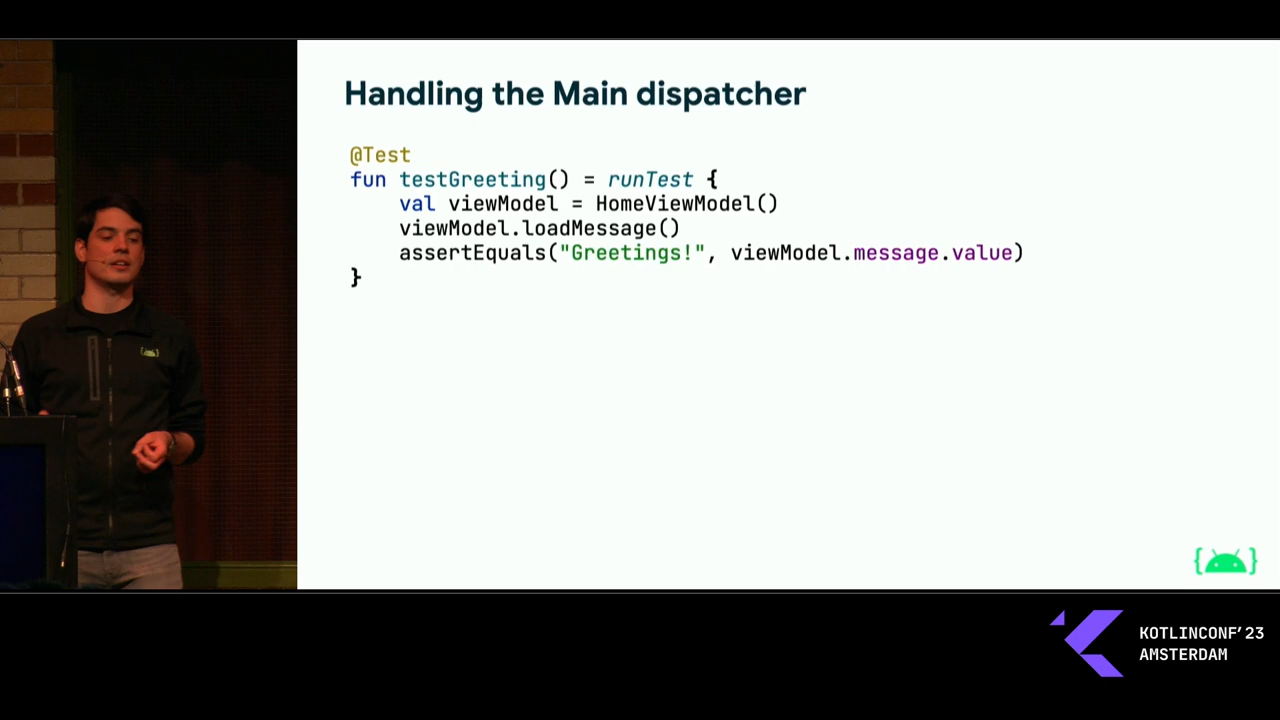 Handling the Main dispatcher
@Test
fun testGreeting() = runTest {
    val viewModel = HomeViewModel()
    viewModel.loadMessage()
    assertEquals("Greetings!", viewModel.message.value)
}
KOTLINCONF'23
AMSTERDAM